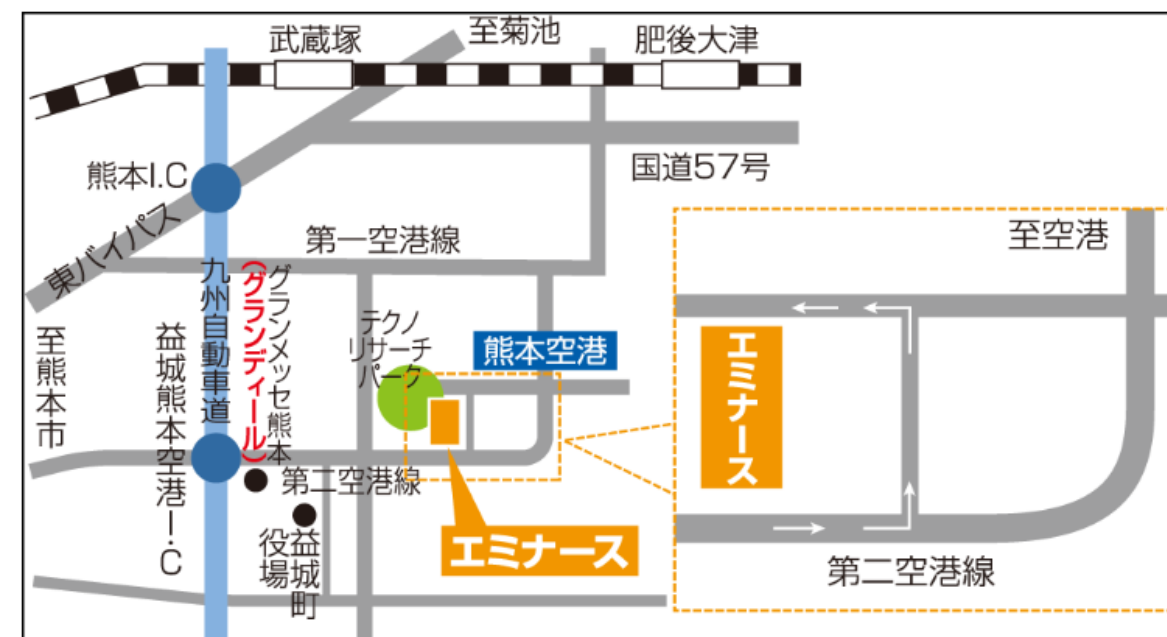 武蔵塚
至菊池
肥後大津
熊本I.C
国道57号
東バイパス
第一空港線
至空港
九州自動車道
グランメッセ熊本
(グランディール)
テクノ
リサーチ
パーク
熊本空港
至熊本市
益城熊本空港I・C
エミナース
第二空港線
益城町
役場
エミナース
第二空港線